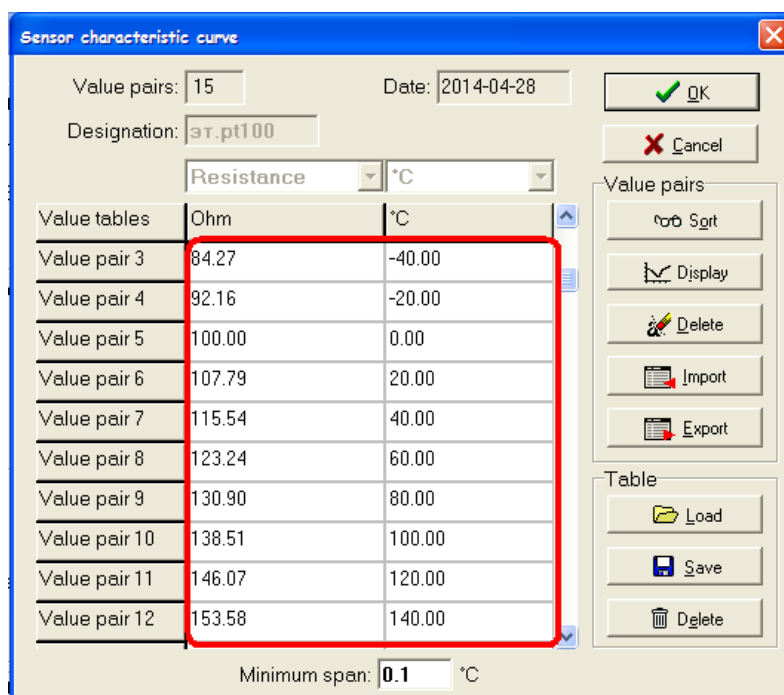 Sensor characteristic curve
Value pairs: 15 Date: 2014-04-28
Designation: эт.pt100
Resistance °C
Value tables Ohm °C
Value pair 3 84.27 -40.00
Value pair 4 92.16 -20.00
Value pair 5 100.00 0.00
Value pair 6 107.79 20.00
Value pair 7 115.54 40.00
Value pair 8 123.24 60.00
Value pair 9 130.90 80.00
Value pair 10 138.51 100.00
Value pair 11 146.07 120.00
Value pair 12 153.58 140.00
Minimum span: 0.1 °C
OK
Cancel
Value pairs
Sort
Display
Delete
Import
Export
Table
Load
Save
Delete